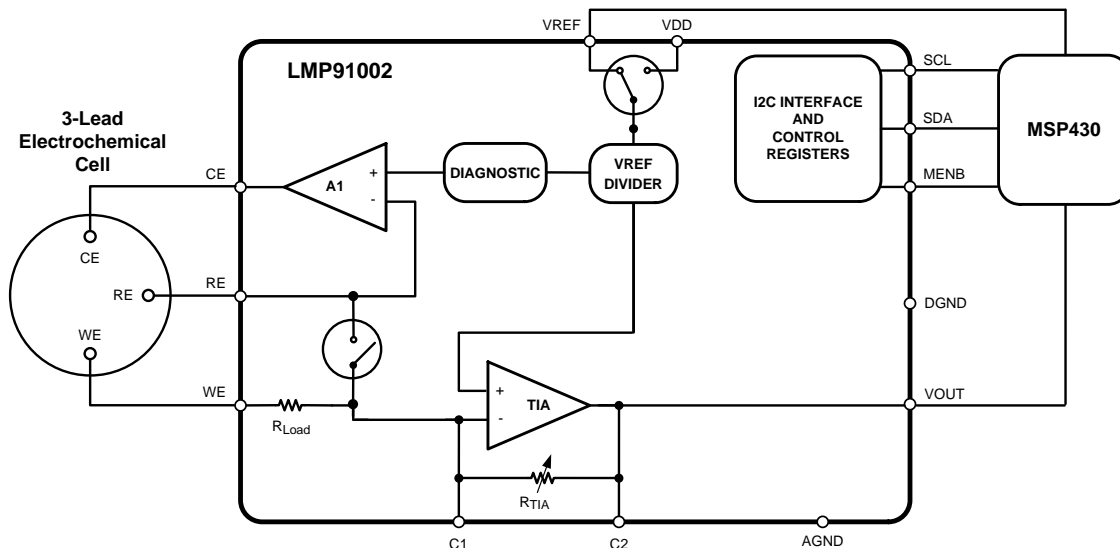 VREF
VDD
LMP91002
SCL
I2C INTERFACE
AND
CONTROL
REGISTERS
SDA
MSP430
MENB
3-Lead
Electrochemical
Cell
CE
A1
+
-
DIAGNOSTIC
VREF
DIVIDER
CE
RE
RE
DGND
WE
WE
RLoad
+
-
TIA
VOUT
RTIA
C1
C2
AGND